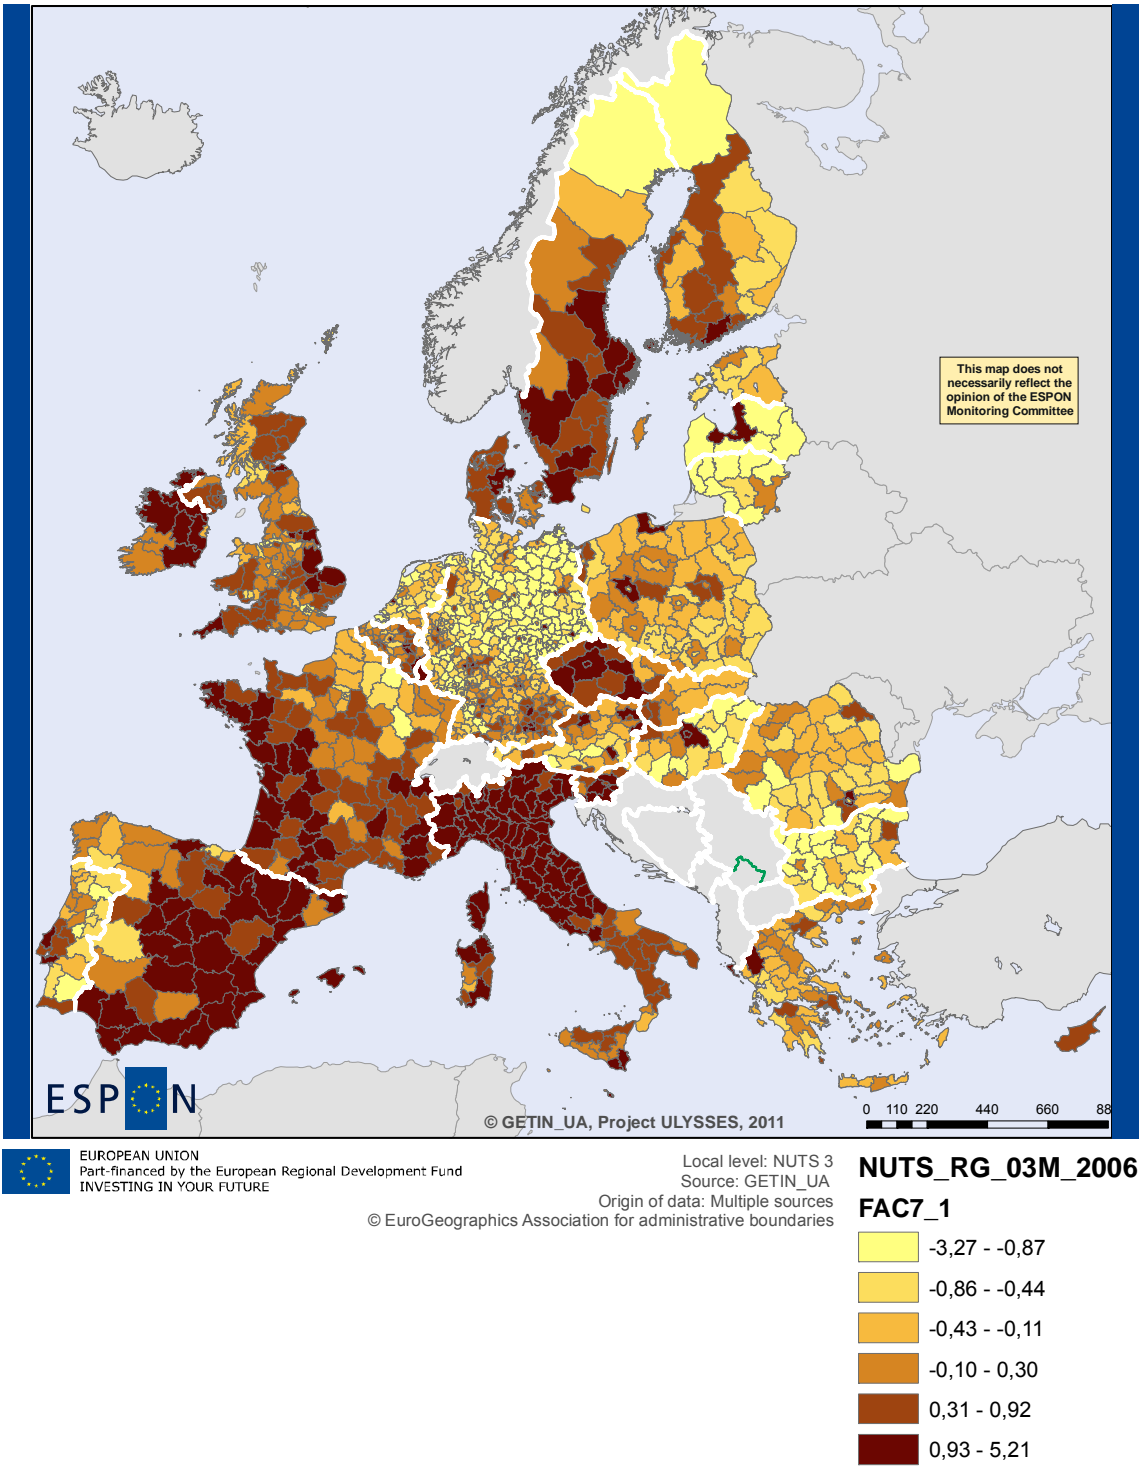 This map does not
necessarily reflect the
opinion of the ESPON
Monitoring Committee
ESPON
© GETIN_UA, Project ULYSSES, 2011
0 110 220 440 660 88
EUROPEAN UNION
Part-financed by the European Regional Development Fund
INVESTING IN YOUR FUTURE
Local level: NUTS 3
Source: GETIN_UA
Origin of data: Multiple sources
© EuroGeographics Association for administrative boundaries
NUTS_RG_03M_2006
FAC7_1
-3,27 - -0,87
-0,86 - -0,44
-0,43 - -0,11
-0,10 - 0,30
0,31 - 0,92
0,93 - 5,21